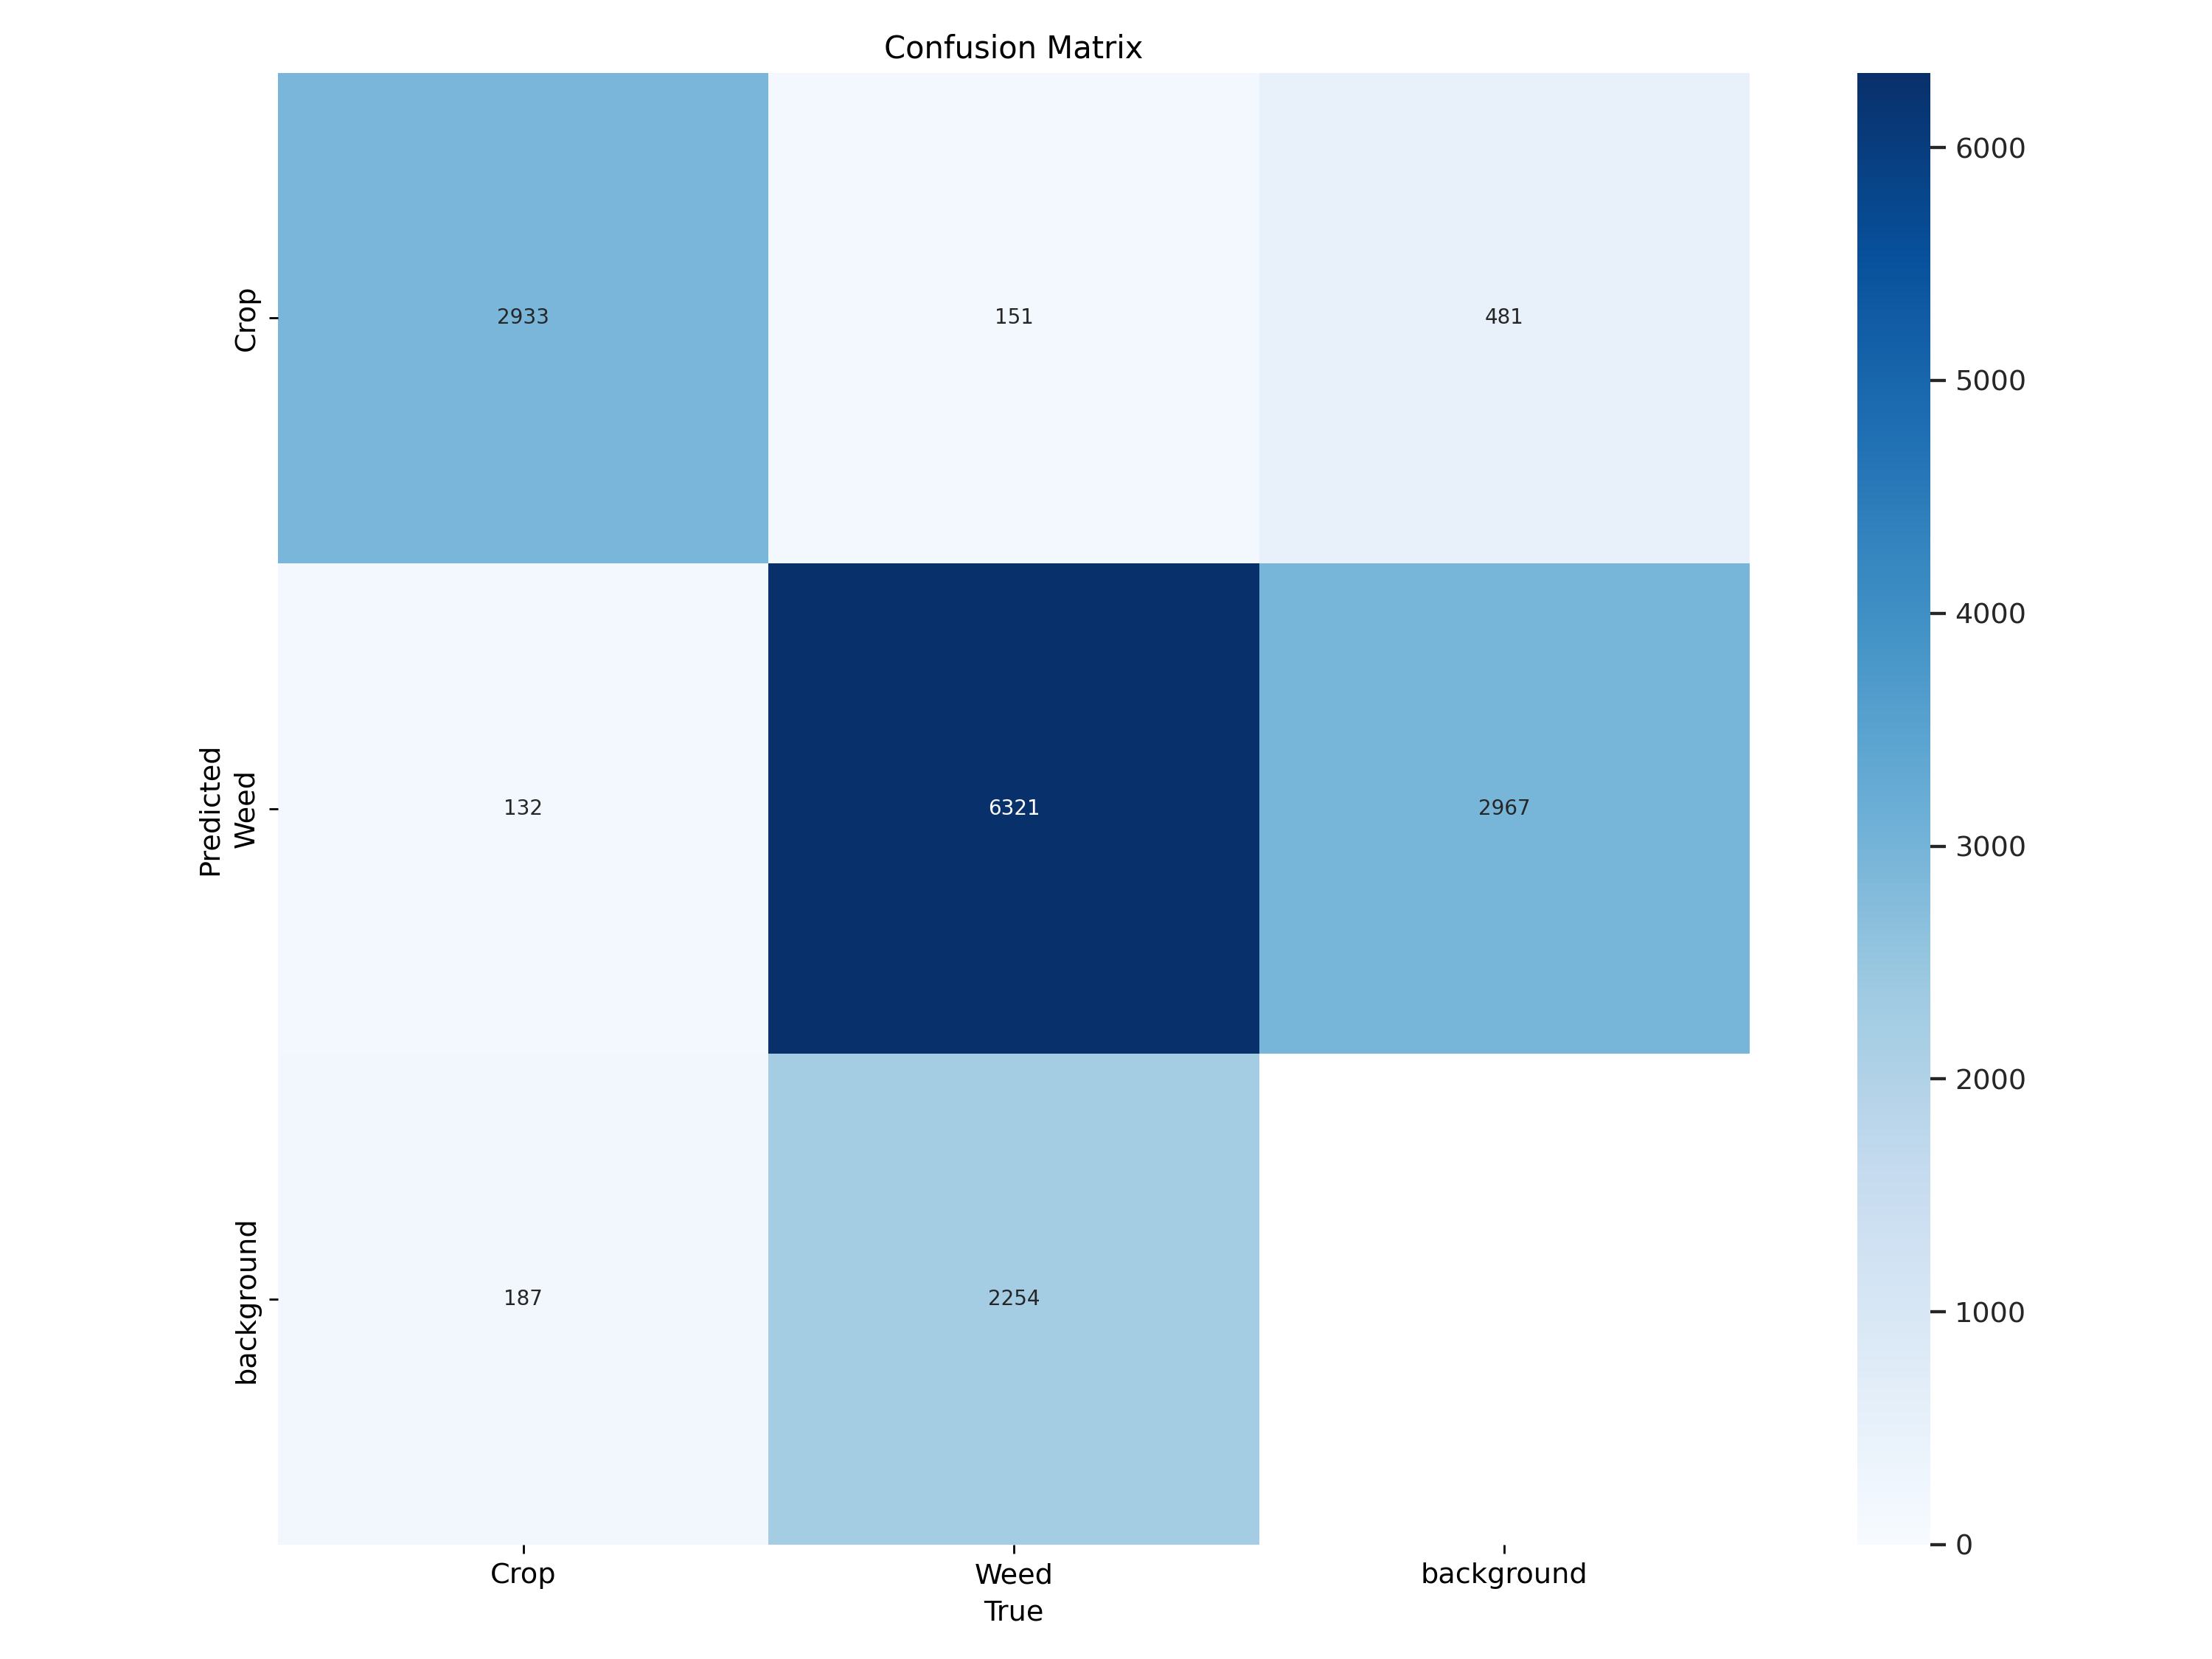 Confusion Matrix
Crop
2933
151
481
Predicted
Weed
132
6321
2967
background
187
2254
Crop
Weed
background
True
6000
5000
4000
3000
2000
1000
0